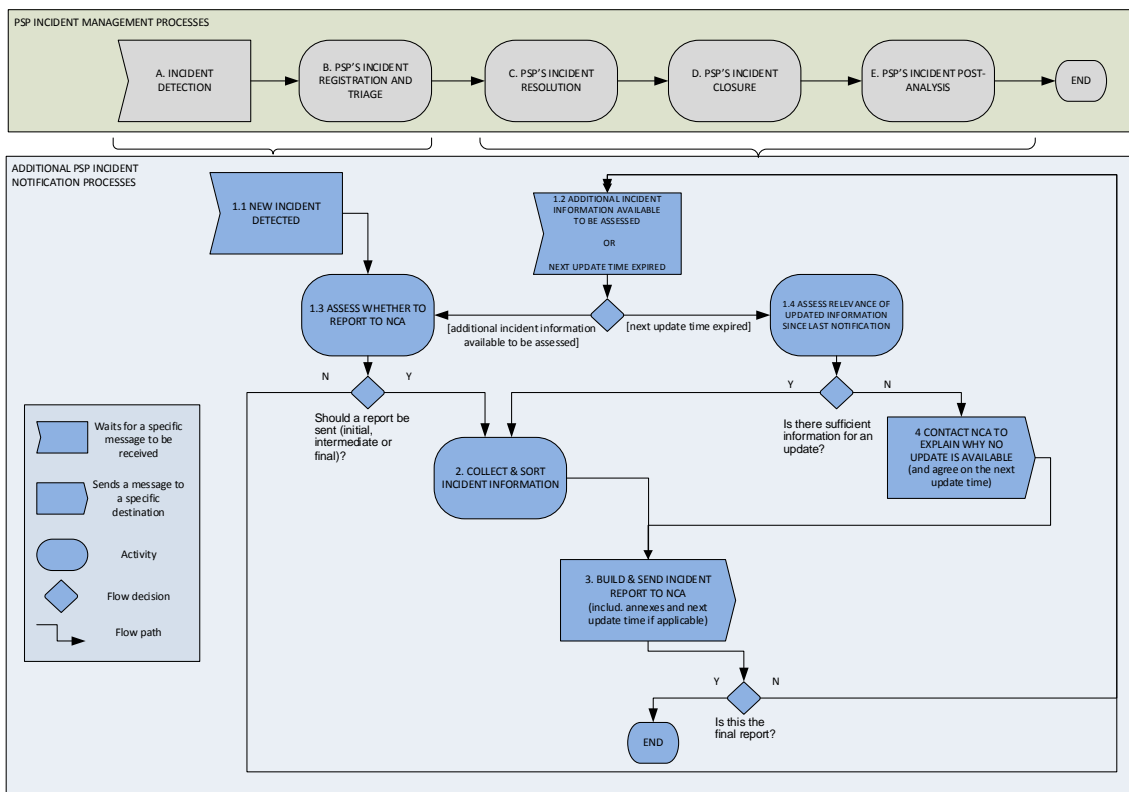 PSP INCIDENT MANAGEMENT PROCESSES
A. INCIDENT
DETECTION
B. PSP'S INCIDENT
REGISTRATION AND
TRIAGE
C. PSP'S INCIDENT
RESOLUTION
D. PSP'S INCIDENT
CLOSURE
E. PSP'S INCIDENT POST-
ANALYSIS
END
ADDITIONAL PSP INCIDENT
NOTIFICATION PROCESSES
1.1 NEW INCIDENT
DETECTED
1.2 ADDITIONAL INCIDENT
INFORMATION AVAILABLE
TO BE ASSESSED
OR
NEXT UPDATE TIME EXPIRED
1.3 ASSESS WHETHER TO
REPORT TO NCA
[additional incident information
available to be assessed]
[next update time expired]
1.4 ASSESS RELEVANCE OF
UPDATED INFORMATION
SINCE LAST NOTIFICATION
N
Y
Should a report be
sent (initial,
intermediate or
final)?
Y
N
Is there sufficient
information for an
update?
4 CONTACT NCA TO
EXPLAIN WHY NO
UPDATE IS AVAILABLE
(and agree on the next
update time)
2. COLLECT & SORT
INCIDENT INFORMATION
3. BUILD & SEND INCIDENT
REPORT TO NCA
(includ. annexes and next
update time if applicable)
Y
N
Is this the
final report?
END
Waits for a specific
message to be
received
Sends a message to
a specific
destination
Activity
Flow decision
Flow path